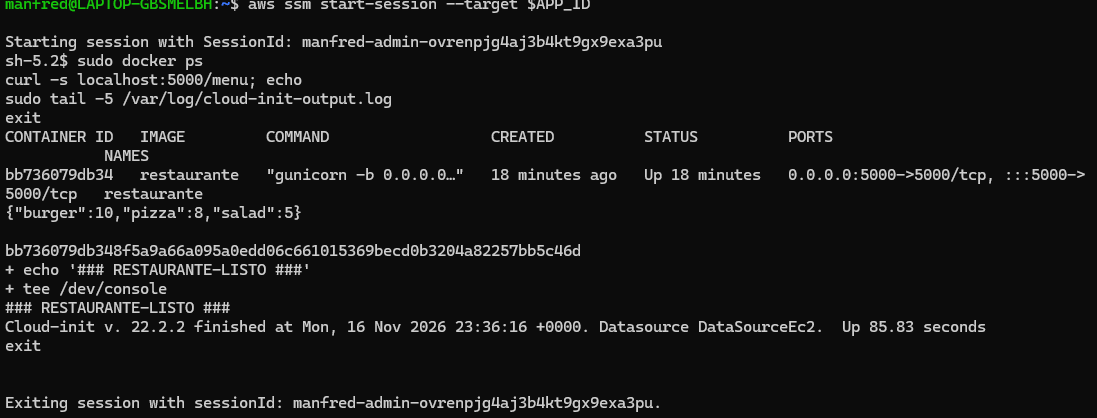 manfred@LAPTOP-GBSMELBH:~$ aws ssm start-session --target $APP_ID
Starting session with SessionId: manfred-admin-ovrenpjg4aj3b4kt9gx9exa3pu
sh-5.2$ sudo docker ps
curl -s localhost:5000/menu; echo
sudo tail -5 /var/log/cloud-init-output.log
exit
CONTAINER ID   IMAGE         COMMAND                  CREATED          STATUS          PORTS
           NAMES
bb736079db34   restaurante   "gunicorn -b 0.0.0.0…"   18 minutes ago   Up 18 minutes   0.0.0.0:5000->5000/tcp, :::5000->
5000/tcp   restaurante
{"burger":10,"pizza":8,"salad":5}
bb736079db348f5a9a66a095a0edd06c661015369becd0b3204a82257bb5c46d
+ echo '### RESTAURANTE-LISTO ###'
+ tee /dev/console
### RESTAURANTE-LISTO ###
Cloud-init v. 22.2.2 finished at Mon, 16 Nov 2026 23:36:16 +0000. Datasource DataSourceEc2.  Up 85.83 seconds
exit
Exiting session with sessionId: manfred-admin-ovrenpjg4aj3b4kt9gx9exa3pu.